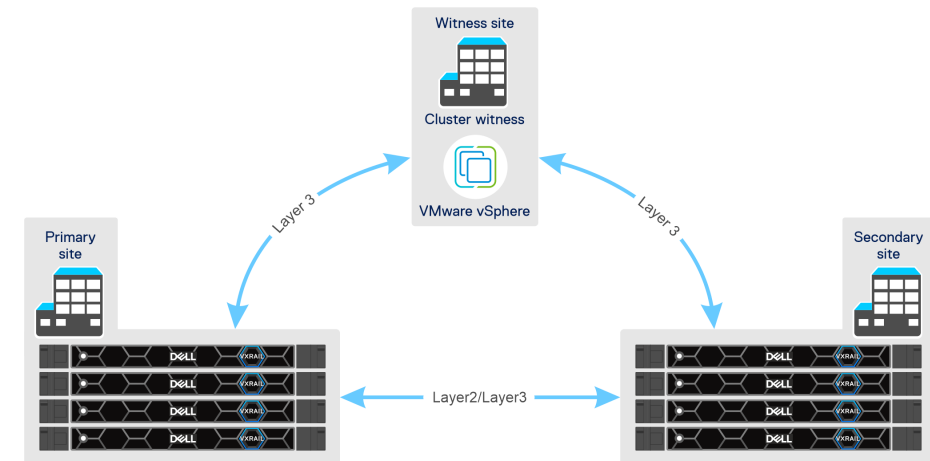 Witness site
Cluster witness
VMware vSphere
Layer 3
Layer 3
Primary
site
Secondary
site
DELL VXRAIL
DELL VXRAIL
DELL VXRAIL
DELL VXRAIL
Layer2/Layer3
DELL VXRAIL
DELL VXRAIL
DELL VXRAIL
DELL VXRAIL